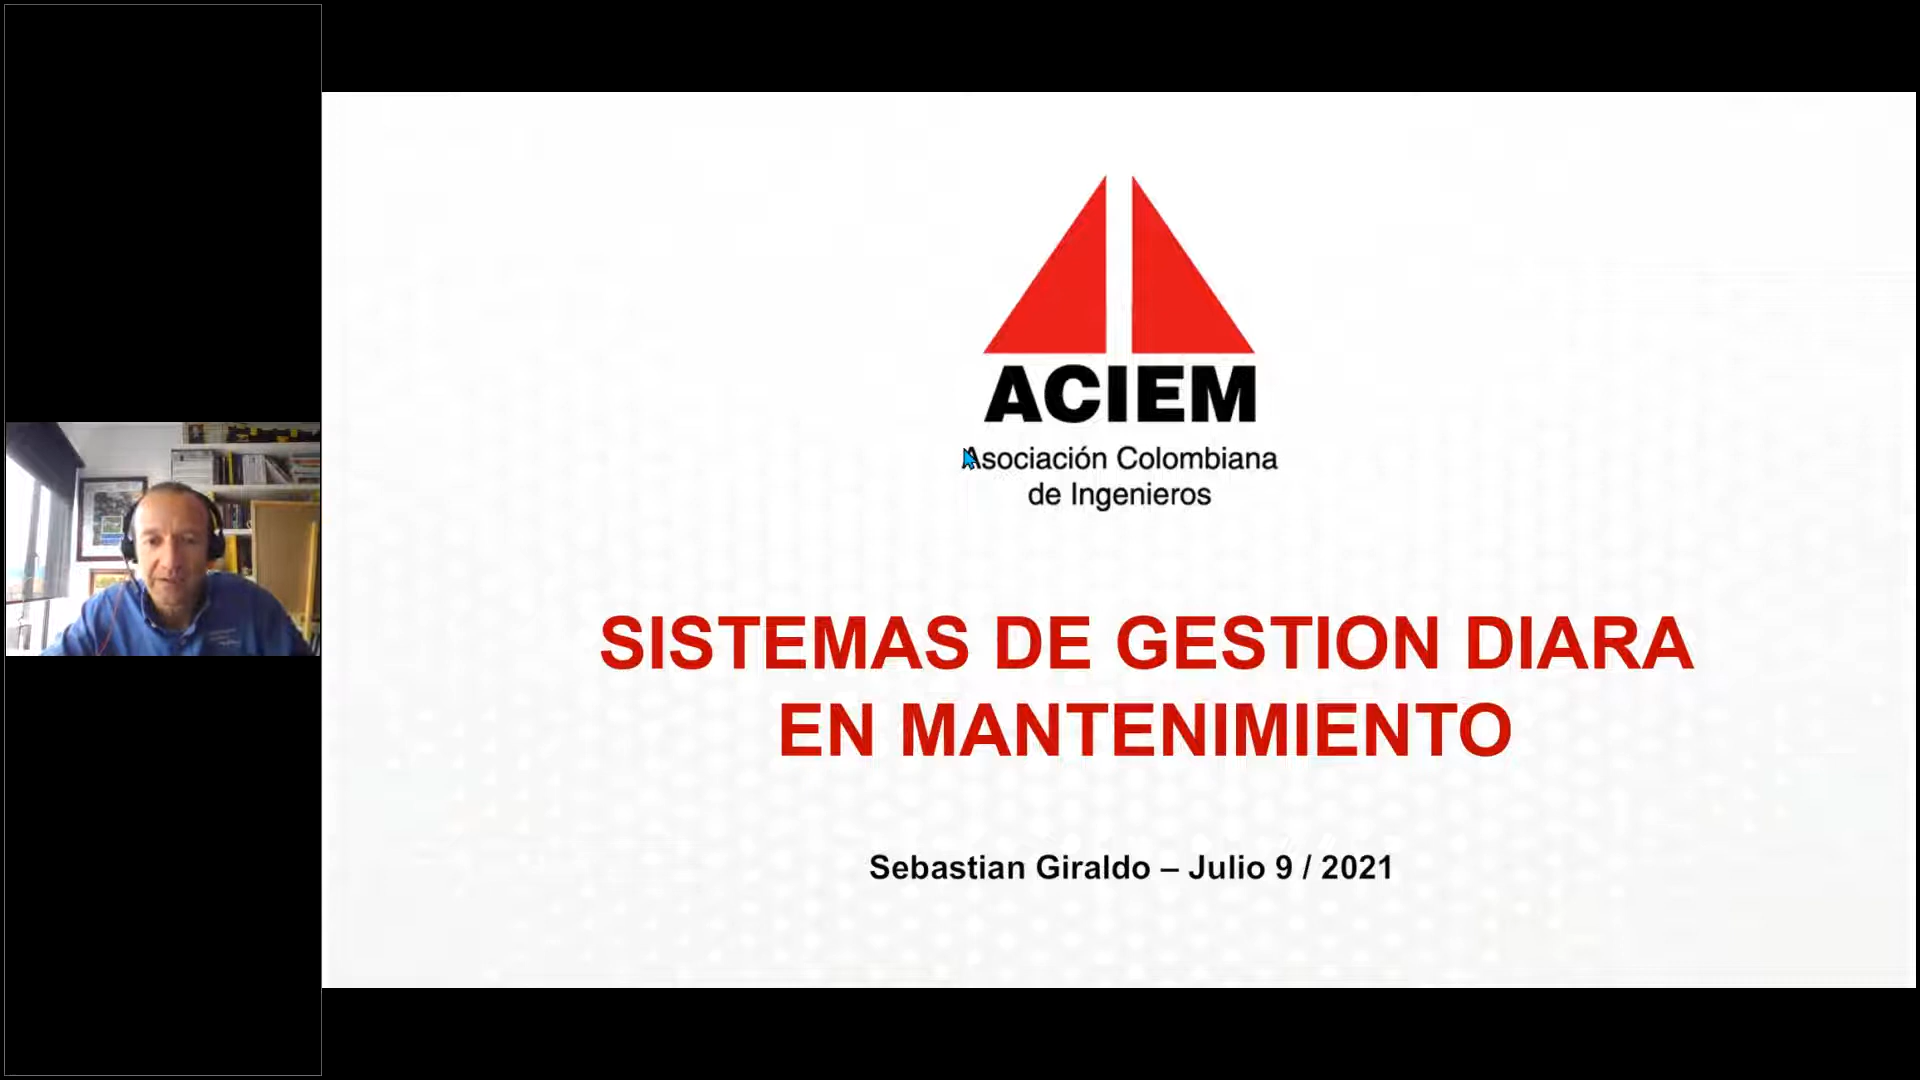 ACIEM
Asociación Colombiana
de Ingenieros
SISTEMAS DE GESTION DIARA
EN MANTENIMIENTO
Sebastian Giraldo – Julio 9 / 2021